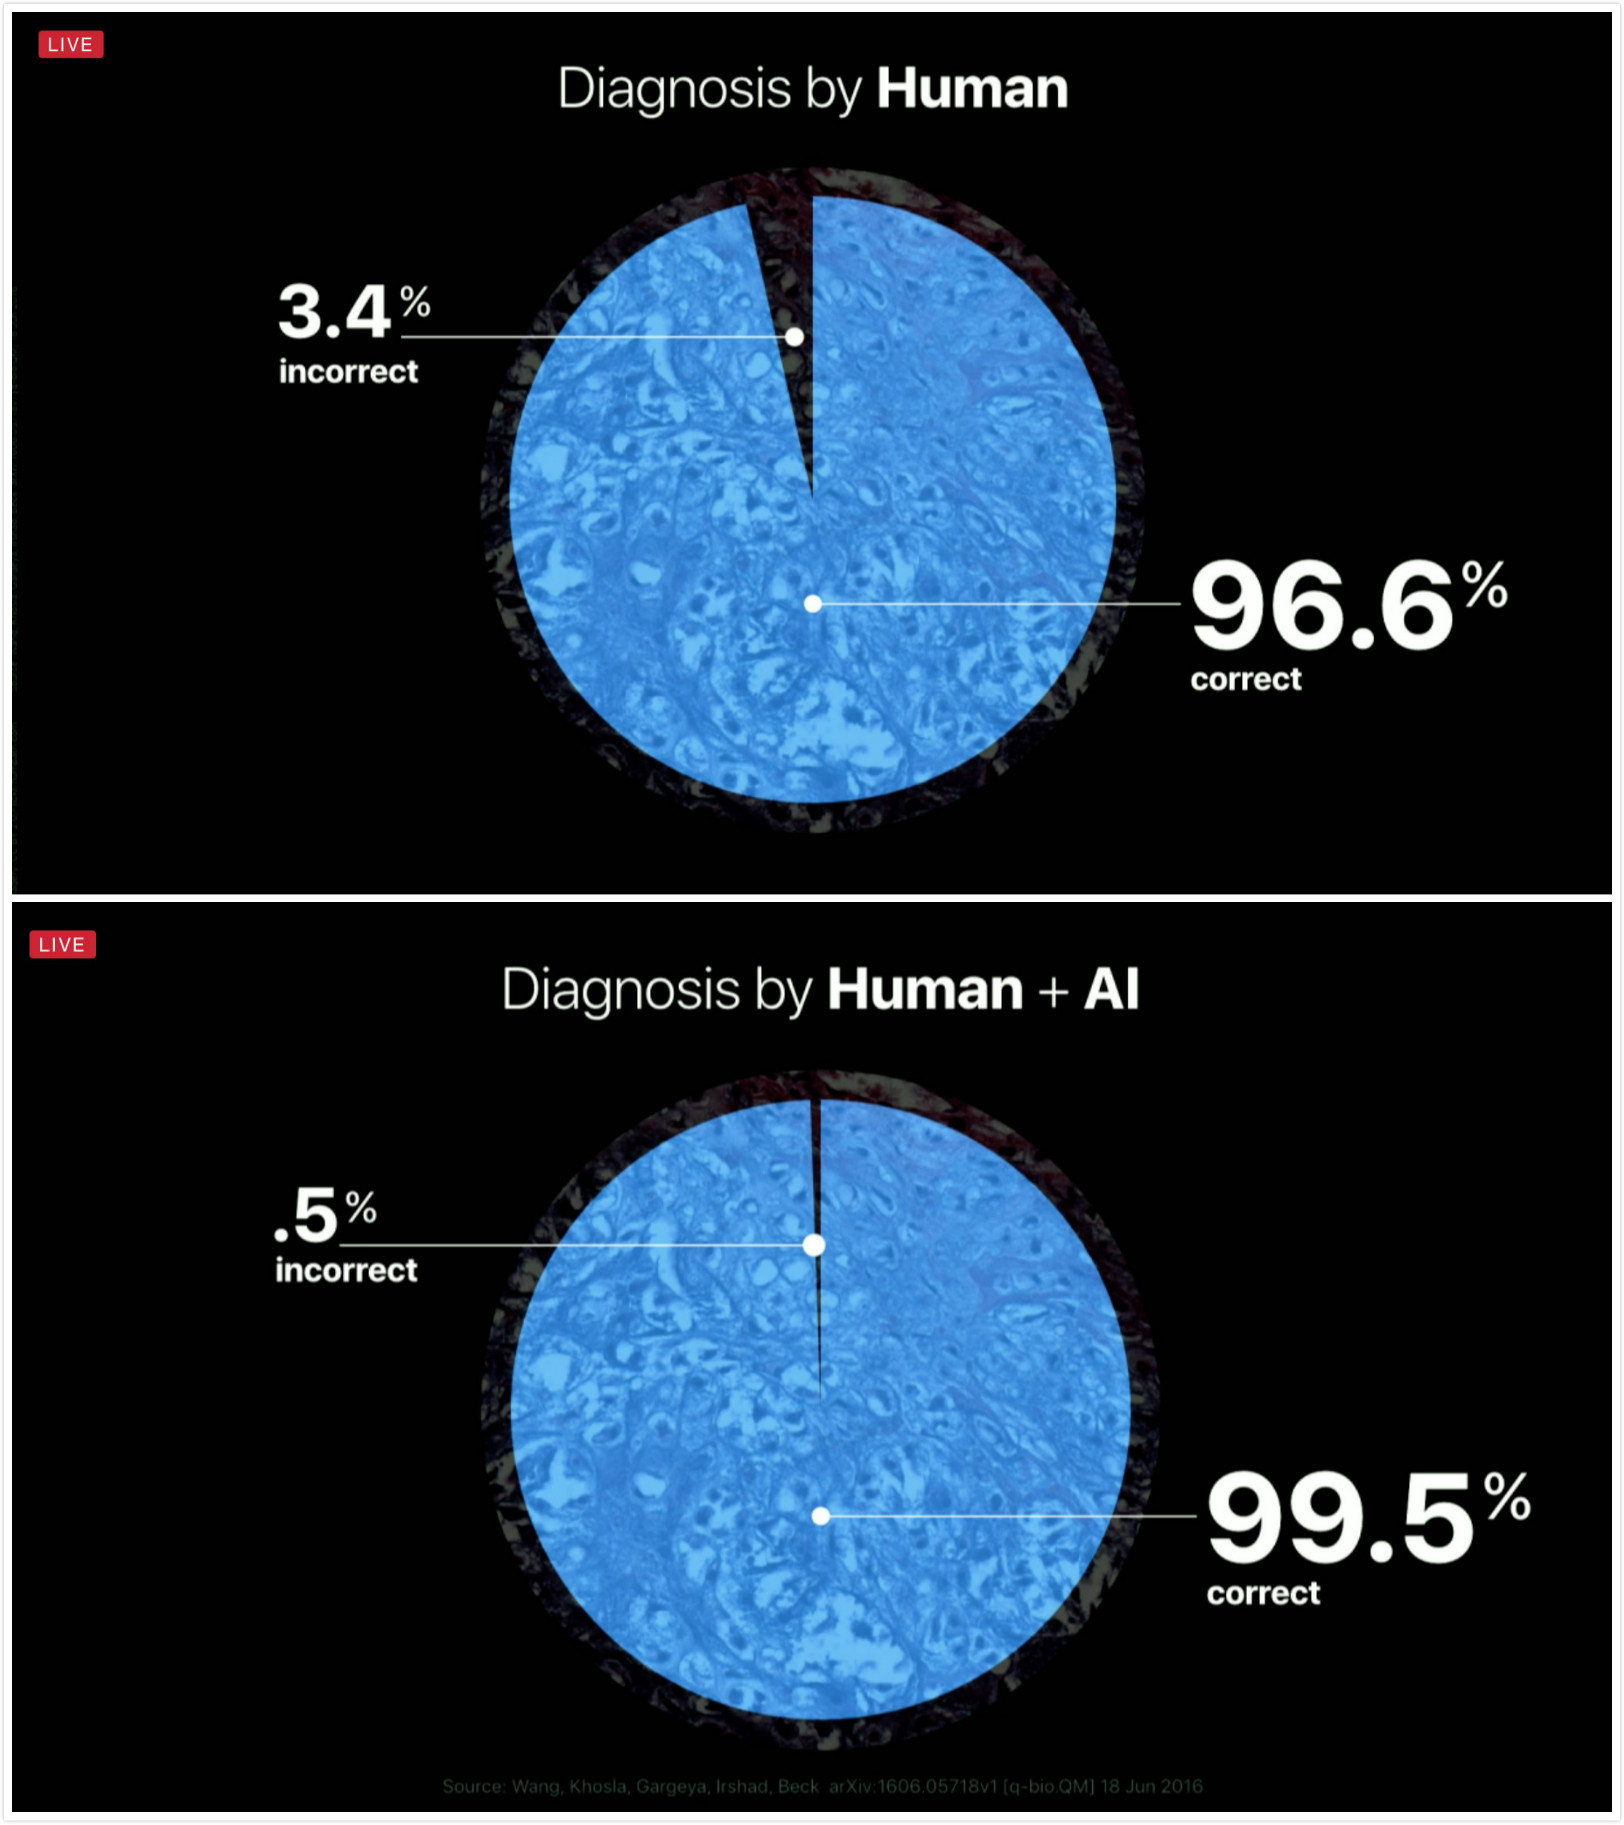 LIVE
Diagnosis by Human
3.4%
incorrect
96.6%
correct
LIVE
Diagnosis by Human + AI
.5%
incorrect
99.5%
correct
Source: Wang, Khosla, Gargeya, Irshad, Beck arXiv:1606.05718v1 [q-bio.QM] 18 Jun 2016